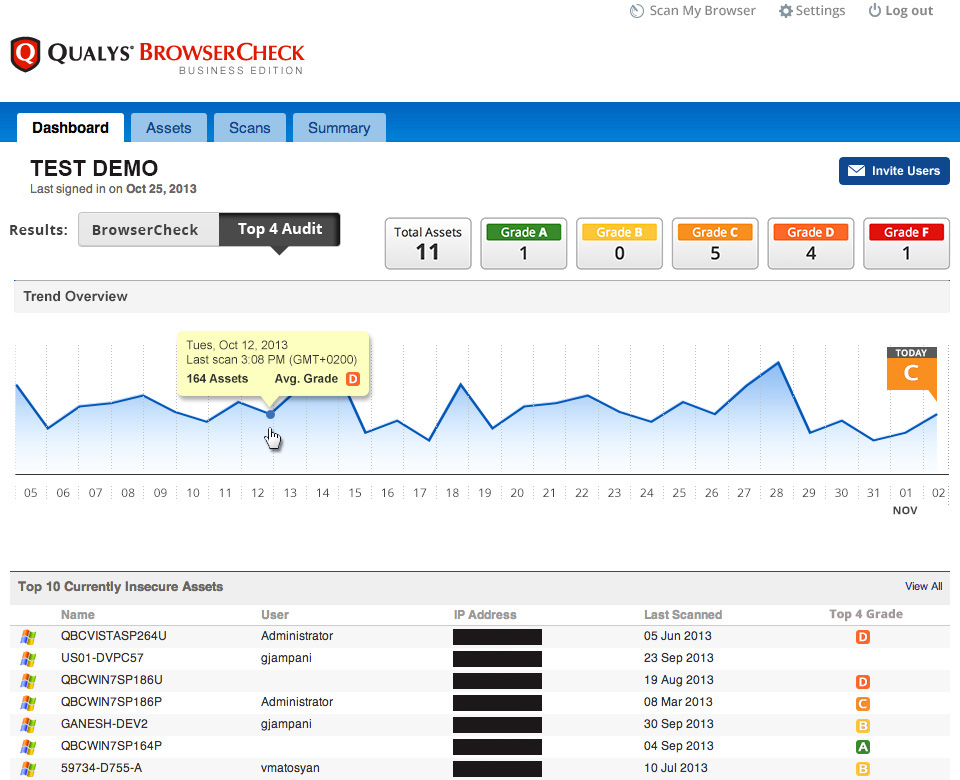 Scan My Browser Settings Log out
QUALYS® BROWSERCHECK
BUSINESS EDITION
Dashboard Assets Scans Summary
TEST DEMO
Last signed in on Oct 25, 2013
Invite Users
Results: BrowserCheck Top 4 Audit
Total Assets Grade A Grade B Grade C Grade D Grade F
11 1 0 5 4 1
Trend Overview
Tues, Oct 12, 2013
Last scan 3:08 PM (GMT+0200)
164 Assets Avg. Grade D
TODAY
C
05 06 07 08 09 10 11 12 13 14 15 16 17 18 19 20 21 22 23 24 25 26 27 28 29 30 31 01 02
NOV
Top 10 Currently Insecure Assets View All
Name User IP Address Last Scanned Top 4 Grade
QBCVISTASP264U Administrator 05 Jun 2013 D
US01-DVPC57 gjampani 23 Sep 2013
QBCWIN7SP186U 19 Aug 2013 D
QBCWIN7SP186P Administrator 08 Mar 2013 C
GANESH-DEV2 gjampani 30 Sep 2013 B
QBCWIN7SP164P 04 Sep 2013 A
59734-D755-A vmatosyan 10 Jul 2013 B